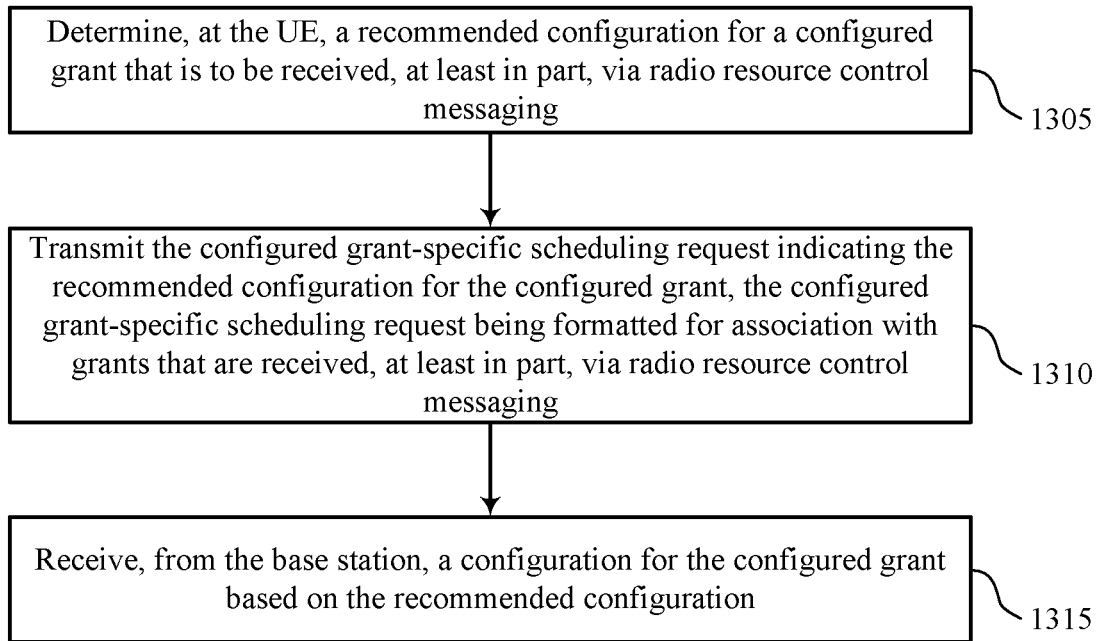 Determine, at the UE, a recommended configuration for a configured
grant that is to be received, at least in part, via radio resource control
messaging
1305
Transmit the configured grant-specific scheduling request indicating the
recommended configuration for the configured grant, the configured
grant-specific scheduling request being formatted for association with
grants that are received, at least in part, via radio resource control
messaging
1310
Receive, from the base station, a configuration for the configured grant
based on the recommended configuration
1315